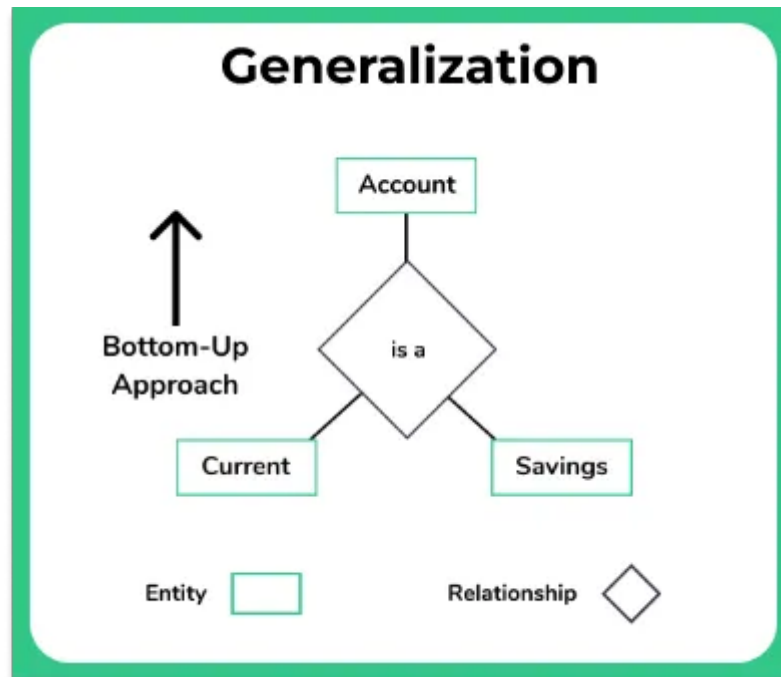 Generalization
Account
is a
Bottom-Up
Approach
Current
Savings
Entity
Relationship